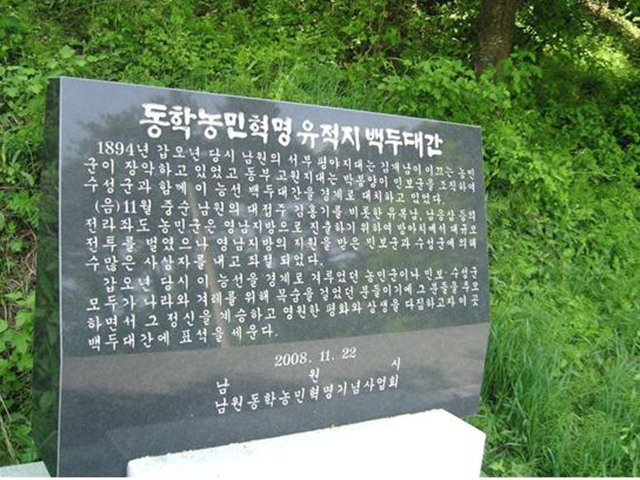 동학농민혁명 유적지 백두대간
1894년 갑오년 당시 남원의 서부 평야지대는 김개남이 이끄는 농민
군이 장악하고 있었고 동부 고원지대는 박봉양이 민보군을 조직하여
수성군과 함께 이 능선 백두대간을 경계로 대치하고 있었다.
(음)11월 중순 남원의 대접주 김홍기를 비롯한 유복남, 남응삼등의
전라좌도 농민군은 영남지방으로 진출하기 위하여 방아치에서 대규모
전투를 벌였으나 영남지방의 지원을 받은 민보군과 수성군에 의해
수많은 사상자를 내고 좌절 되었다.
갑오년 당시 이 능선을 경계로 겨루었던 농민군이나 민보·수성군
모두가 나라와 겨레를 위해 목숨을 걸었던 분들이기에 그분들을 추모
하면서 그 정신을 계승하고 영원한 평화와 상생을 다짐하고자 이 곳
백두대간에 표석을 세운다.
2008. 11. 22
남 원 시
남원동학농민혁명기념사업회